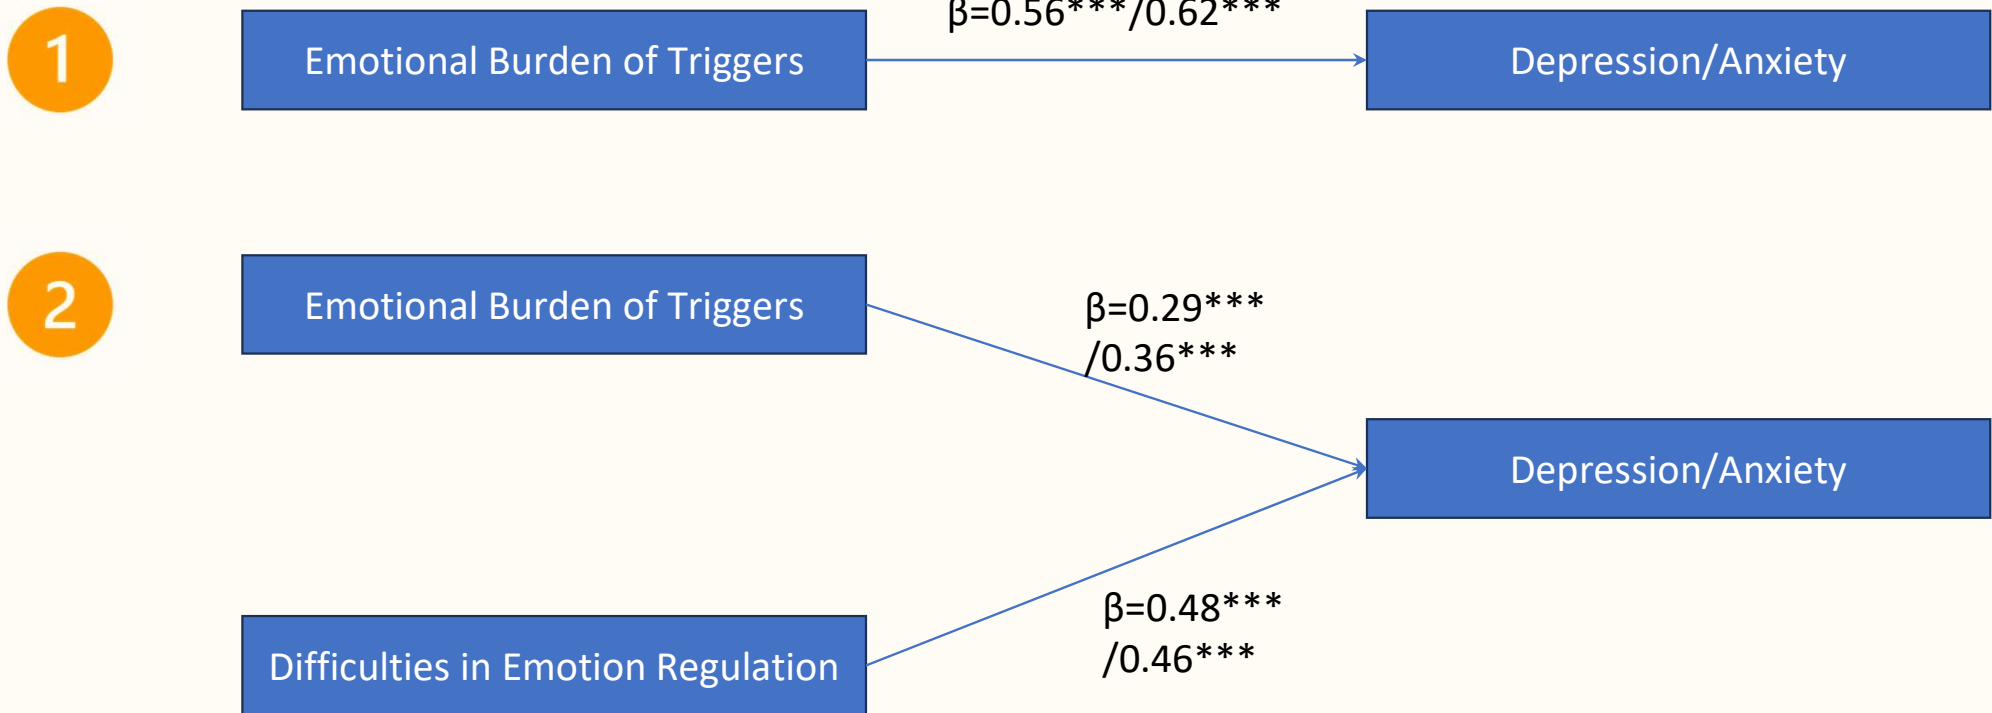 β=0.56***/0.62***
1
Emotional Burden of Triggers
Depression/Anxiety
2
Emotional Burden of Triggers
β=0.29***
/0.36***
Depression/Anxiety
β=0.48***
/0.46***
Difficulties in Emotion Regulation